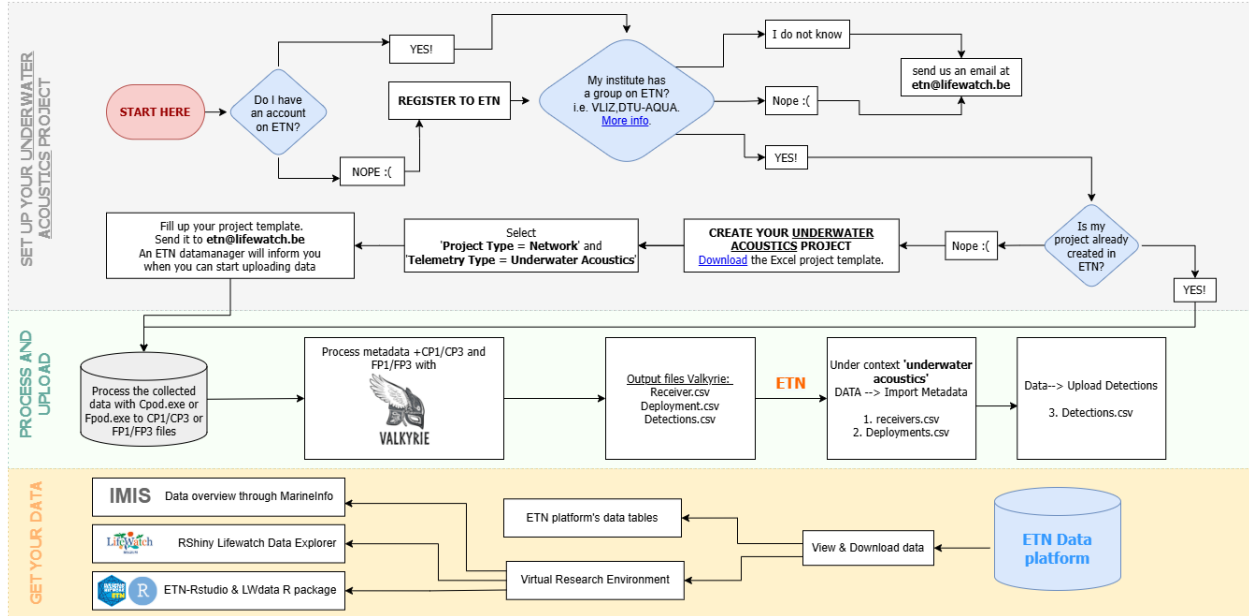 SET UP YOUR UNDERWATER
ACOUSTICS PROJECT
START HERE
Do I have
an account
on ETN?
YES!
NOPE :(
REGISTER TO ETN
My institute has
a group on ETN?
i.e. VLIZ,DTU-AQUA.
More info.
I do not know
Nope :(
send us an email at
etn@lifewatch.be
YES!
Is my
project already
created in
ETN?
Nope :(
YES!
CREATE YOUR UNDERWATER
ACOUSTICS PROJECT
Download the Excel project template.
Select
'Project Type = Network' and
'Telemetry Type = Underwater Acoustics'
Fill up your project template.
Send it to etn@lifewatch.be
An ETN datamanager will inform you
when you can start uploading data
PROCESS AND
UPLOAD
Process the collected
data with Cpod.exe or
Fpod.exe to CP1/CP3 or
FP1/FP3 files
Process metadata +CP1/CP3 and
FP1/FP3 with
VALKYRIE
Output files Valkyrie:
Receiver.csv
Deployment.csv
Detections.csv
ETN
Under context 'underwater
acoustics'
DATA --> Import Metadata
1. receivers.csv
2. Deployments.csv
Data--> Upload Detections
3. Detections.csv
GET YOUR DATA
ETN Data
platform
View & Download data
ETN platform's data tables
Virtual Research Environment
IMIS Data overview through MarineInfo
LifeWatch
RShiny Lifewatch Data Explorer
ETN
R
ETN-Rstudio & LWdata R package